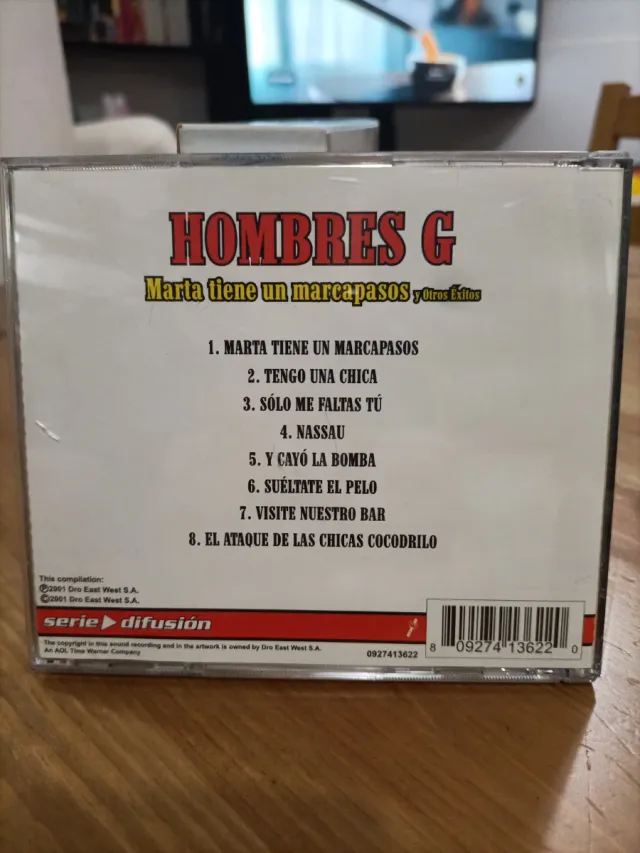 HOMBRES G
Marta tiene un marcapasos y Otros Éxitos
1. MARTA TIENE UN MARCAPASOS
2. TENGO UNA CHICA
3. SÓLO ME FALTAS TÚ
4. NASSAU
5. Y CAYÓ LA BOMBA
6. SUÉLTATE EL PELO
7. VISITE NUESTRO BAR
8. EL ATAQUE DE LAS CHICAS COCODRILO
This compilation:
℗2001 Dro East West S.A.
©2001 Dro East West S.A.
serie difusión
The copyright in this sound recording and in the artwork is owned by Dro East West S.A.
An AOL Time Warner Company
0927413622
8 09274 13622 0